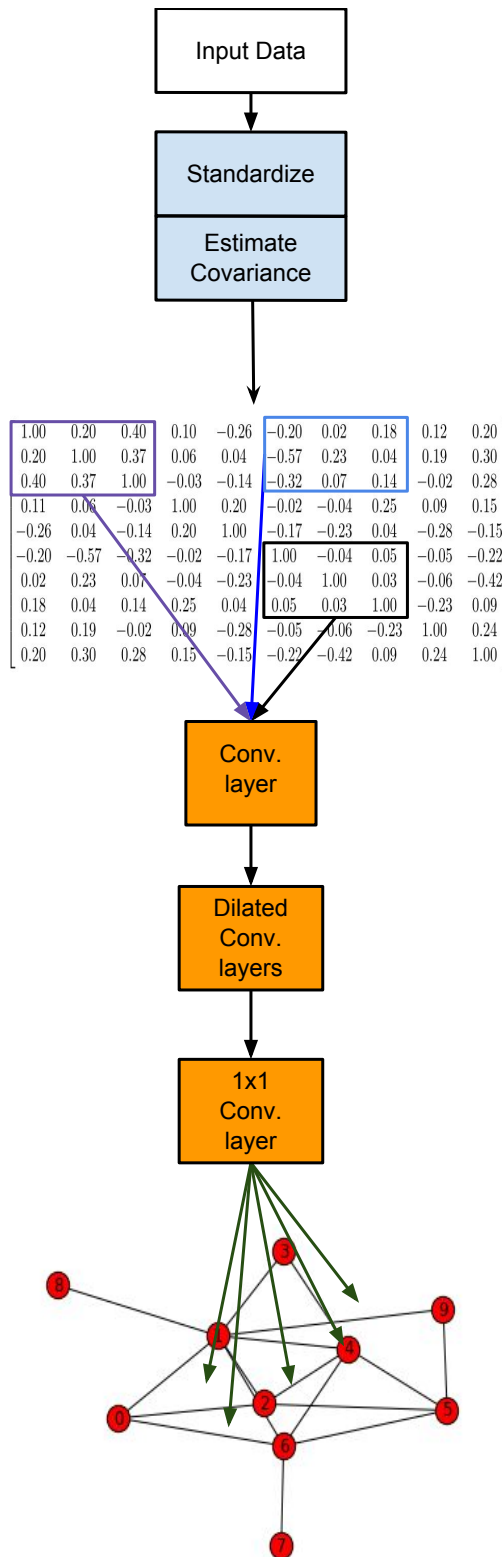 Input Data
Standardize
Estimate
Covariance
1.00 0.20 0.40 0.10 −0.26 −0.20 0.02 0.18 0.12 0.20
0.20 1.00 0.37 0.06 0.04 −0.57 0.23 0.04 0.19 0.30
0.40 0.37 1.00 −0.03 −0.14 −0.32 0.07 0.14 −0.02 0.28
0.11 0.06 −0.03 1.00 0.20 −0.02 −0.04 0.25 0.09 0.15
−0.26 0.04 −0.14 0.20 1.00 −0.17 −0.23 0.04 −0.28 −0.15
−0.20 −0.57 −0.32 −0.02 −0.17 1.00 −0.04 0.05 −0.05 −0.22
0.02 0.23 0.07 −0.04 −0.23 −0.04 1.00 0.03 −0.06 −0.42
0.18 0.04 0.14 0.25 0.04 0.05 0.03 1.00 −0.23 0.09
0.12 0.19 −0.02 0.09 −0.28 −0.05 −0.06 −0.23 1.00 0.24
0.20 0.30 0.28 0.15 −0.15 −0.22 −0.42 0.09 0.24 1.00
Conv.
layer
Dilated
Conv.
layers
1x1
Conv.
layer
3
8
9
1
4
2
0
5
6
7